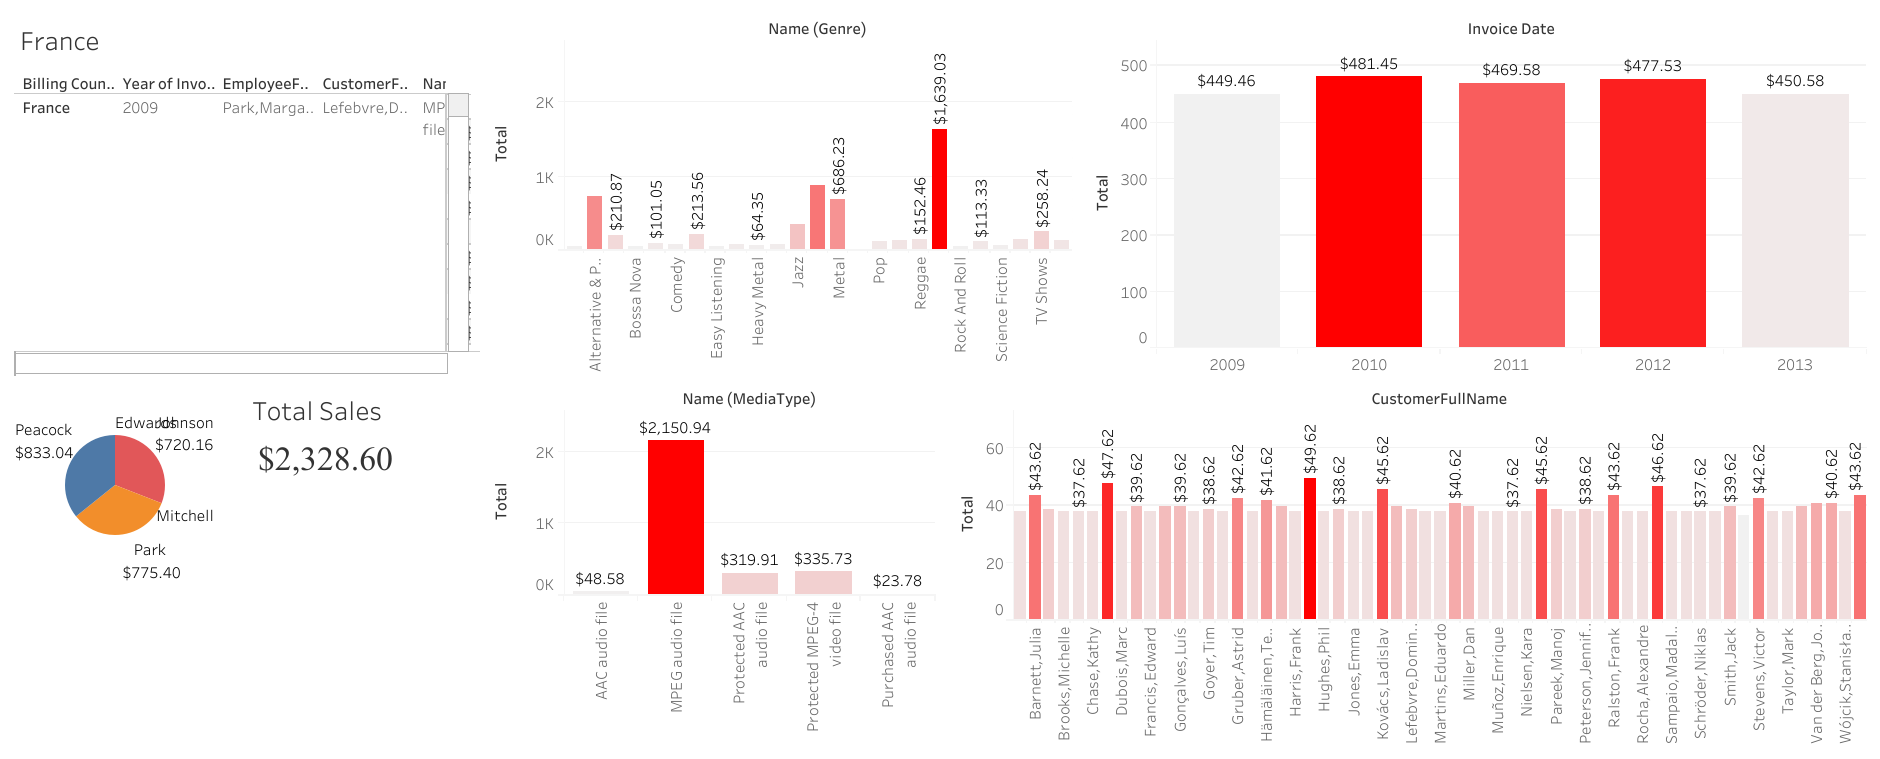 France
Billing Coun.. Year of Invo.. EmployeeF.. CustomerF.. Nar
France 2009 Park,Marga.. Lefebvre,D.. MP
file
Peacock
$833.04
Edwards
Johnson
$720.16
Mitchell
Park
$775.40
Total Sales
$2,328.60
Name (Genre)
Total
2K
1K
0K
$210.87
$101.05
$213.56
$64.35
$686.23
$152.46
$1,639.03
$113.33
$258.24
Alternative & P..
Bossa Nova
Comedy
Easy Listening
Heavy Metal
Jazz
Metal
Pop
Reggae
Rock And Roll
Science Fiction
TV Shows
Invoice Date
Total
500
400
300
200
100
0
$449.46
$481.45
$469.58
$477.53
$450.58
2009
2010
2011
2012
2013
Name (MediaType)
Total
2K
1K
0K
$48.58
$2,150.94
$319.91
$335.73
$23.78
AAC audio file
MPEG audio file
Protected AAC
audio file
Protected MPEG-4
video file
Purchased AAC
audio file
CustomerFullName
Total
60
40
20
0
$43.62
$37.62
$47.62
$39.62
$39.62
$38.62
$42.62
$41.62
$49.62
$38.62
$45.62
$40.62
$37.62
$45.62
$38.62
$43.62
$46.62
$37.62
$39.62
$42.62
$40.62
$43.62
Barnett,Julia
Brooks,Michelle
Chase,Kathy
Dubois,Marc
Francis,Edward
Gonçalves,Luís
Goyer,Tim
Gruber,Astrid
Hämäläinen,Te..
Harris,Frank
Hughes,Phil
Jones,Emma
Kovács,Ladislav
Lefebvre,Domin..
Martins,Eduardo
Miller,Dan
Muñoz,Enrique
Nielsen,Kara
Pareek,Manoj
Peterson,Jennif..
Ralston,Frank
Rocha,Alexandre
Sampaio,Madal..
Schröder,Niklas
Smith,Jack
Stevens,Victor
Taylor,Mark
Van der Berg,Jo..
Wójcik,Stanisła..